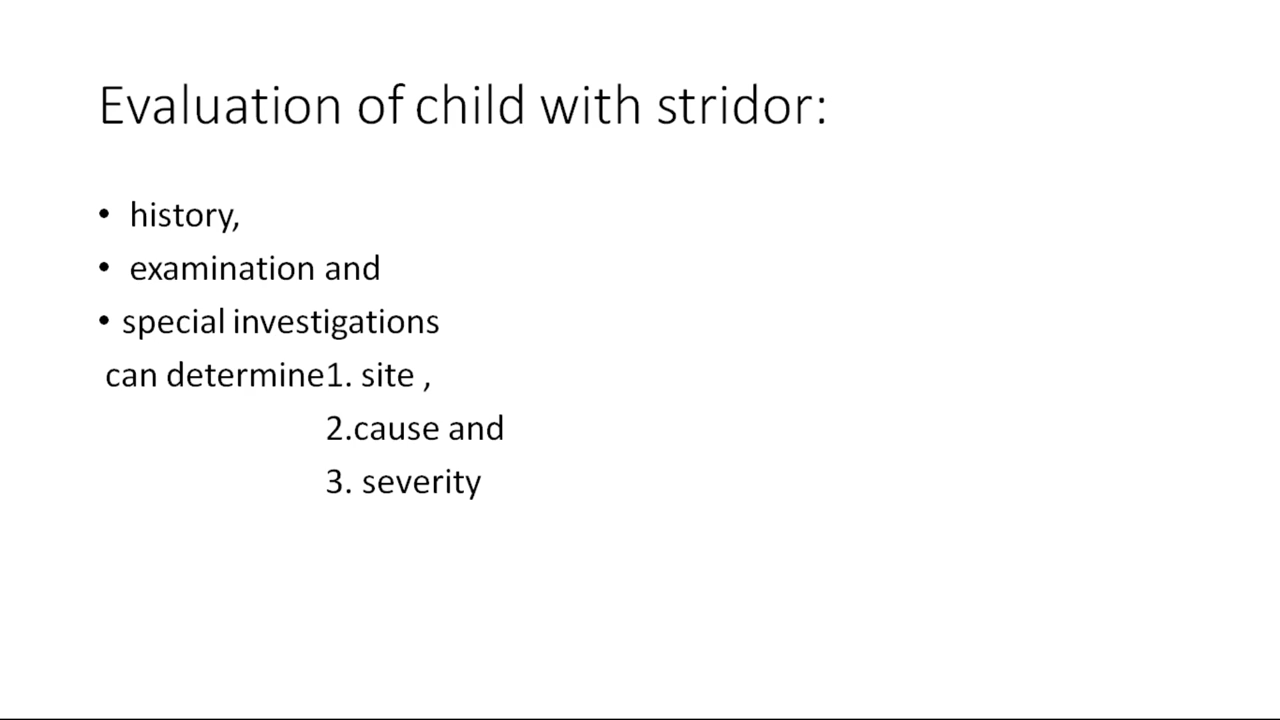 Evaluation of child with stridor:
• history,
• examination and
• special investigations
can determine1. site ,
2.cause and
3. severity